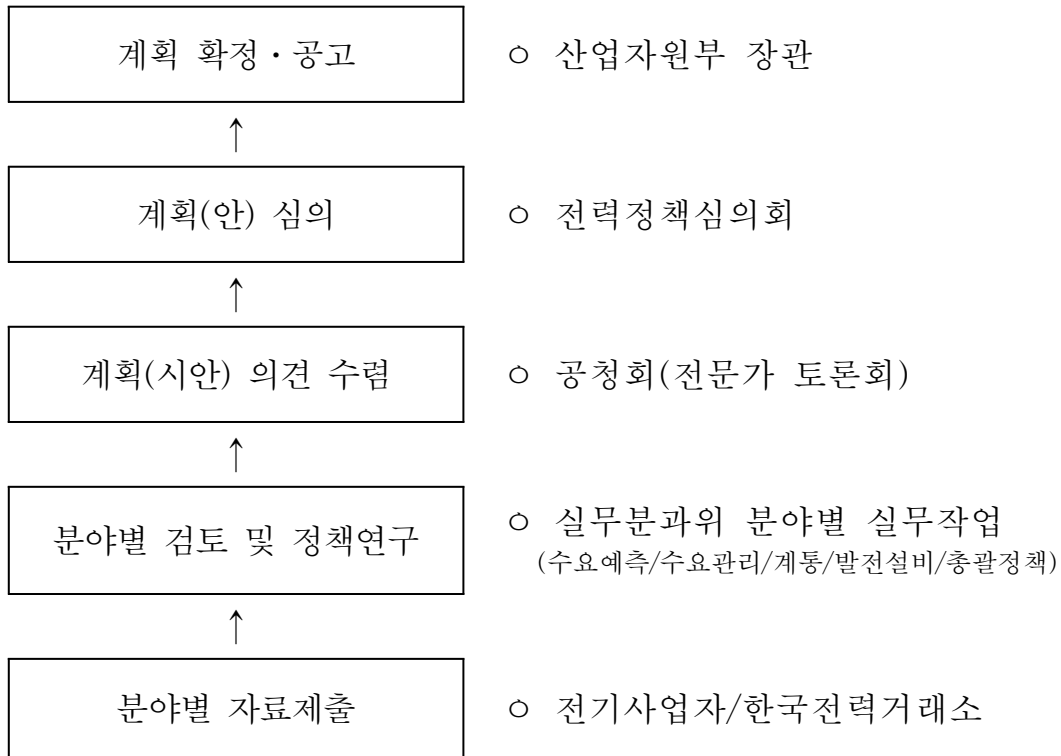 계획 확정·공고
ㅇ 산업자원부 장관
↑
계획(안) 심의
ㅇ 전력정책심의회
↑
계획(시안) 의견 수렴
ㅇ 공청회(전문가 토론회)
↑
분야별 검토 및 정책연구
ㅇ 실무분과위 분야별 실무작업
(수요예측/수요관리/계통/발전설비/총괄정책)
↑
분야별 자료제출
ㅇ 전기사업자/한국전력거래소